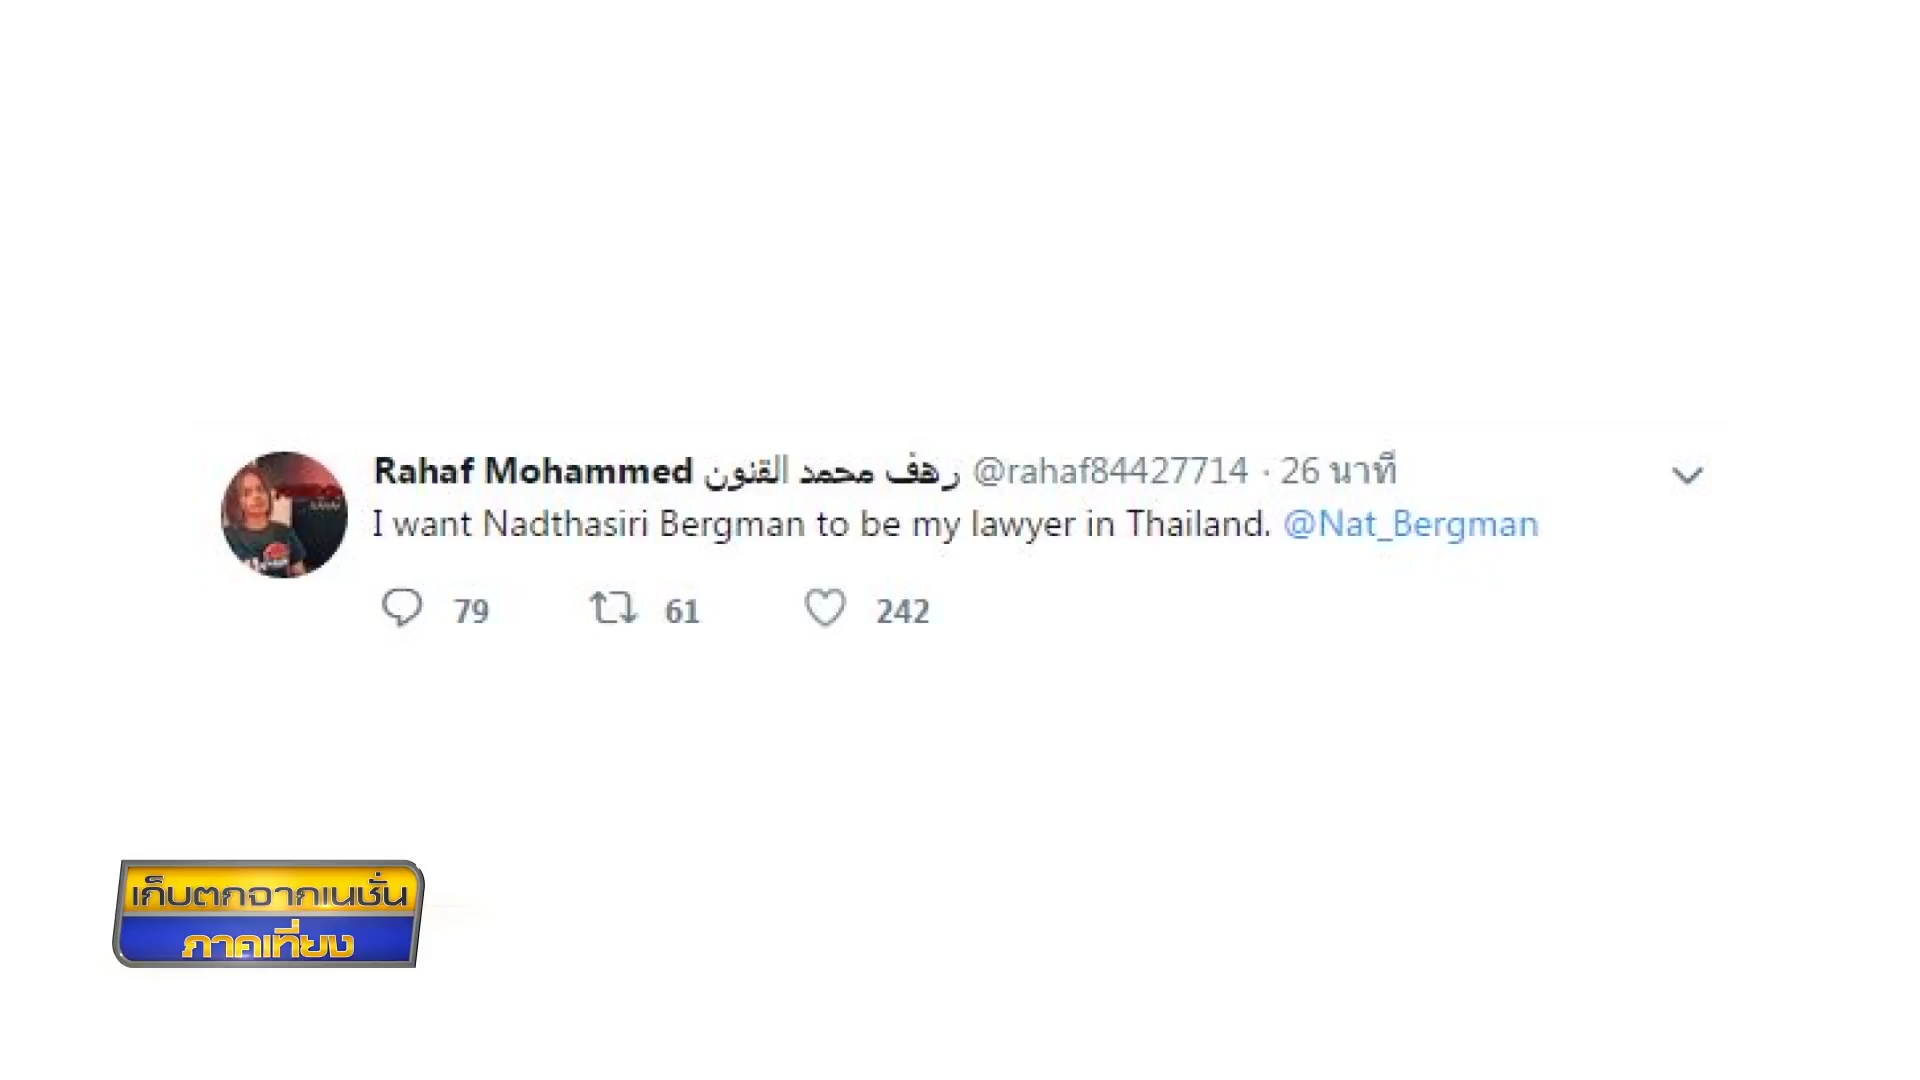 Rahaf Mohammed رهف محمد القنون @rahaf84427714 · 26 นาที
I want Nadthasiri Bergman to be my lawyer in Thailand. @Nat_Bergman
79 61 242
เก็บตกจากเนชั่น
ภาคเที่ยง